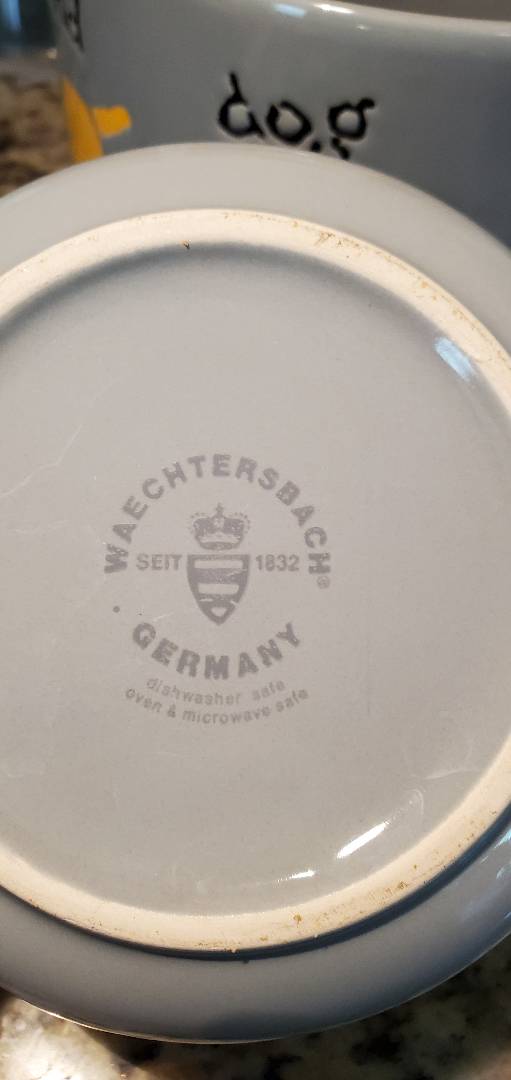 dog
WAECHTERSBACH®
SEIT 1832
GERMANY
dishwasher safe
oven & microwave safe